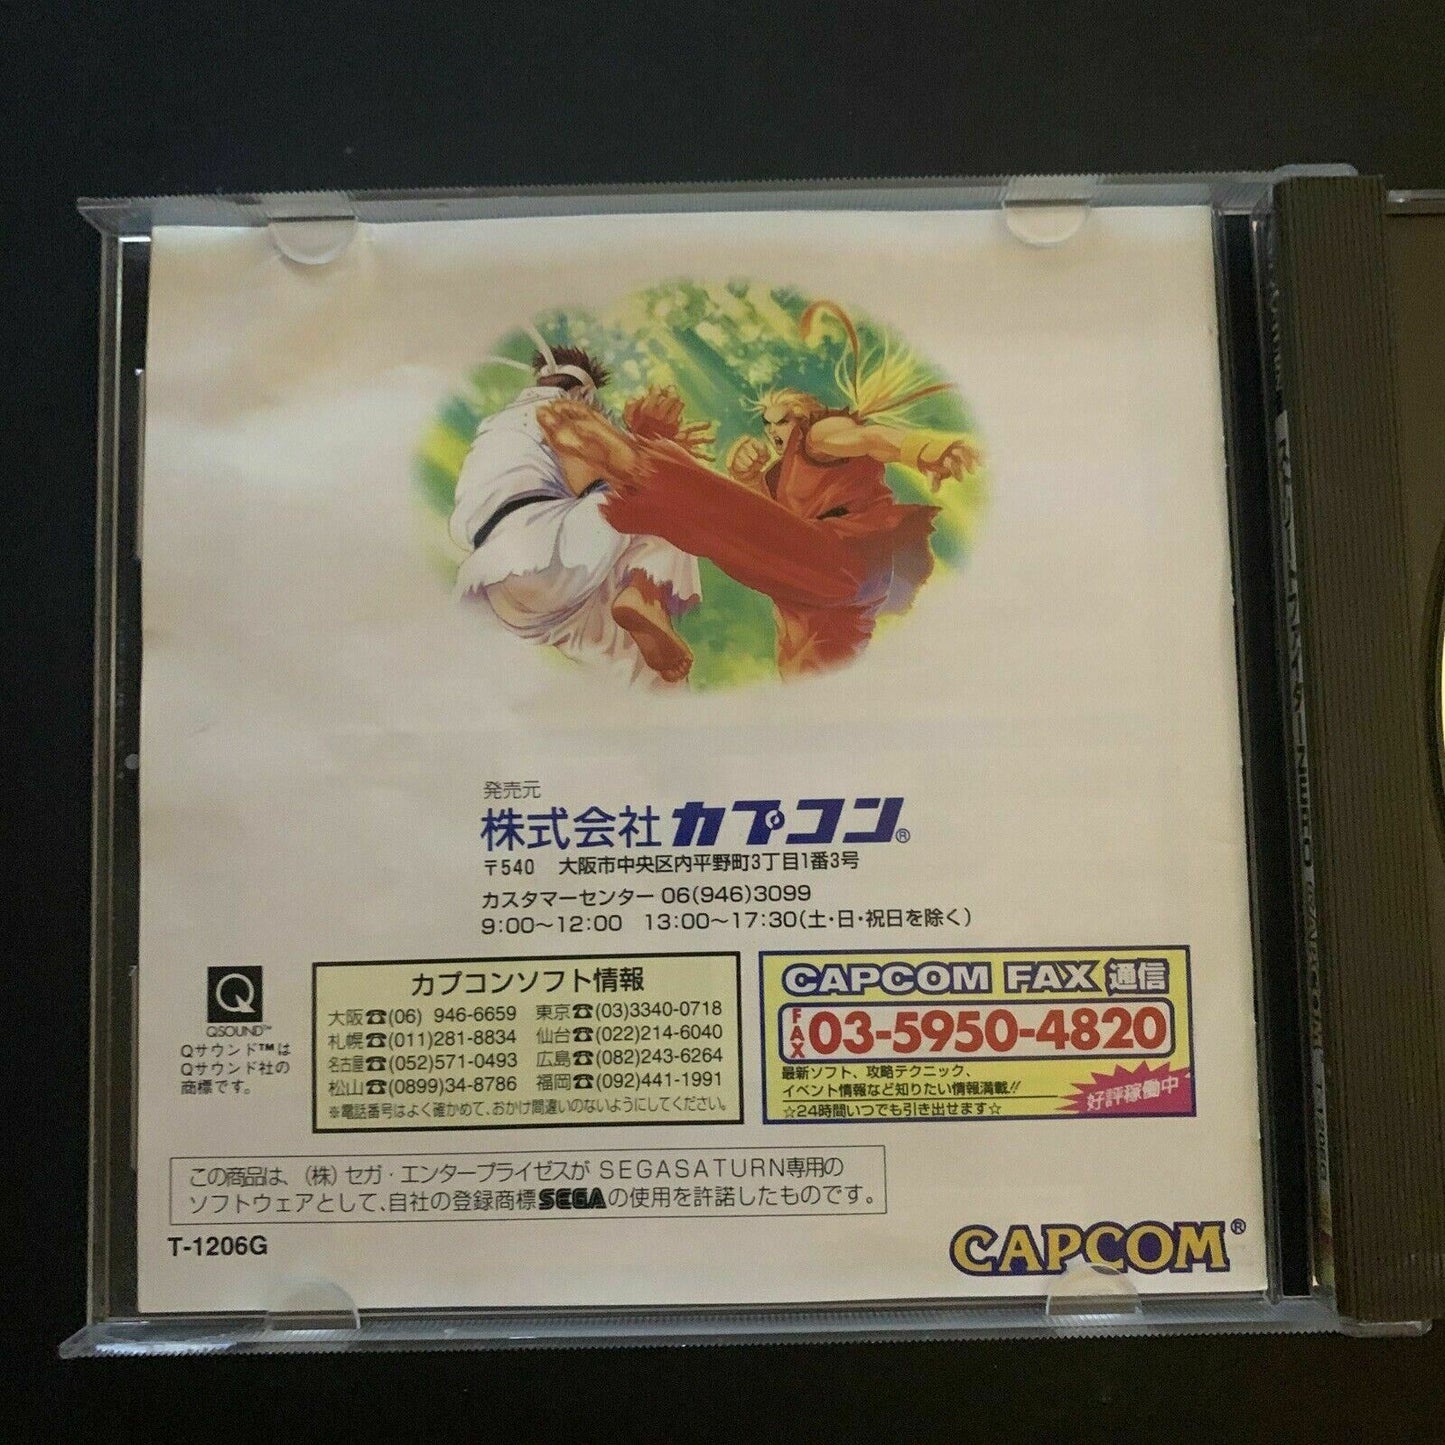 発売元
株式会社 カプコン®
〒540 大阪市中央区内平野町3丁目1番3号
カスタマーセンター 06(946)3099
9:00〜12:00 13:00〜17:30(土・日・祝日を除く)
Q
QSOUND™
Qサウンド™は
Qサウンド社の
商標です。
カプコンソフト情報
大阪☎(06) 946-6659 東京☎(03)3340-0718
札幌☎(011)281-8834 仙台☎(022)214-6040
名古屋☎(052)571-0493 広島☎(082)243-6264
松山☎(0899)34-8786 福岡☎(092)441-1991
※電話番号はよく確かめて、おかけ間違いのないようにしてください。
CAPCOM FAX 通信
FAX 03-5950-4820
最新ソフト、攻略テクニック、
イベント情報など知りたい情報満載!!
☆24時間いつでも引き出せます☆
好評稼働中
この商品は、(株)セガ・エンタープライゼスが SEGASATURN専用の
ソフトウェアとして、自社の登録商標SEGAの使用を許諾したものです。
T-1206G
CAPCOM®